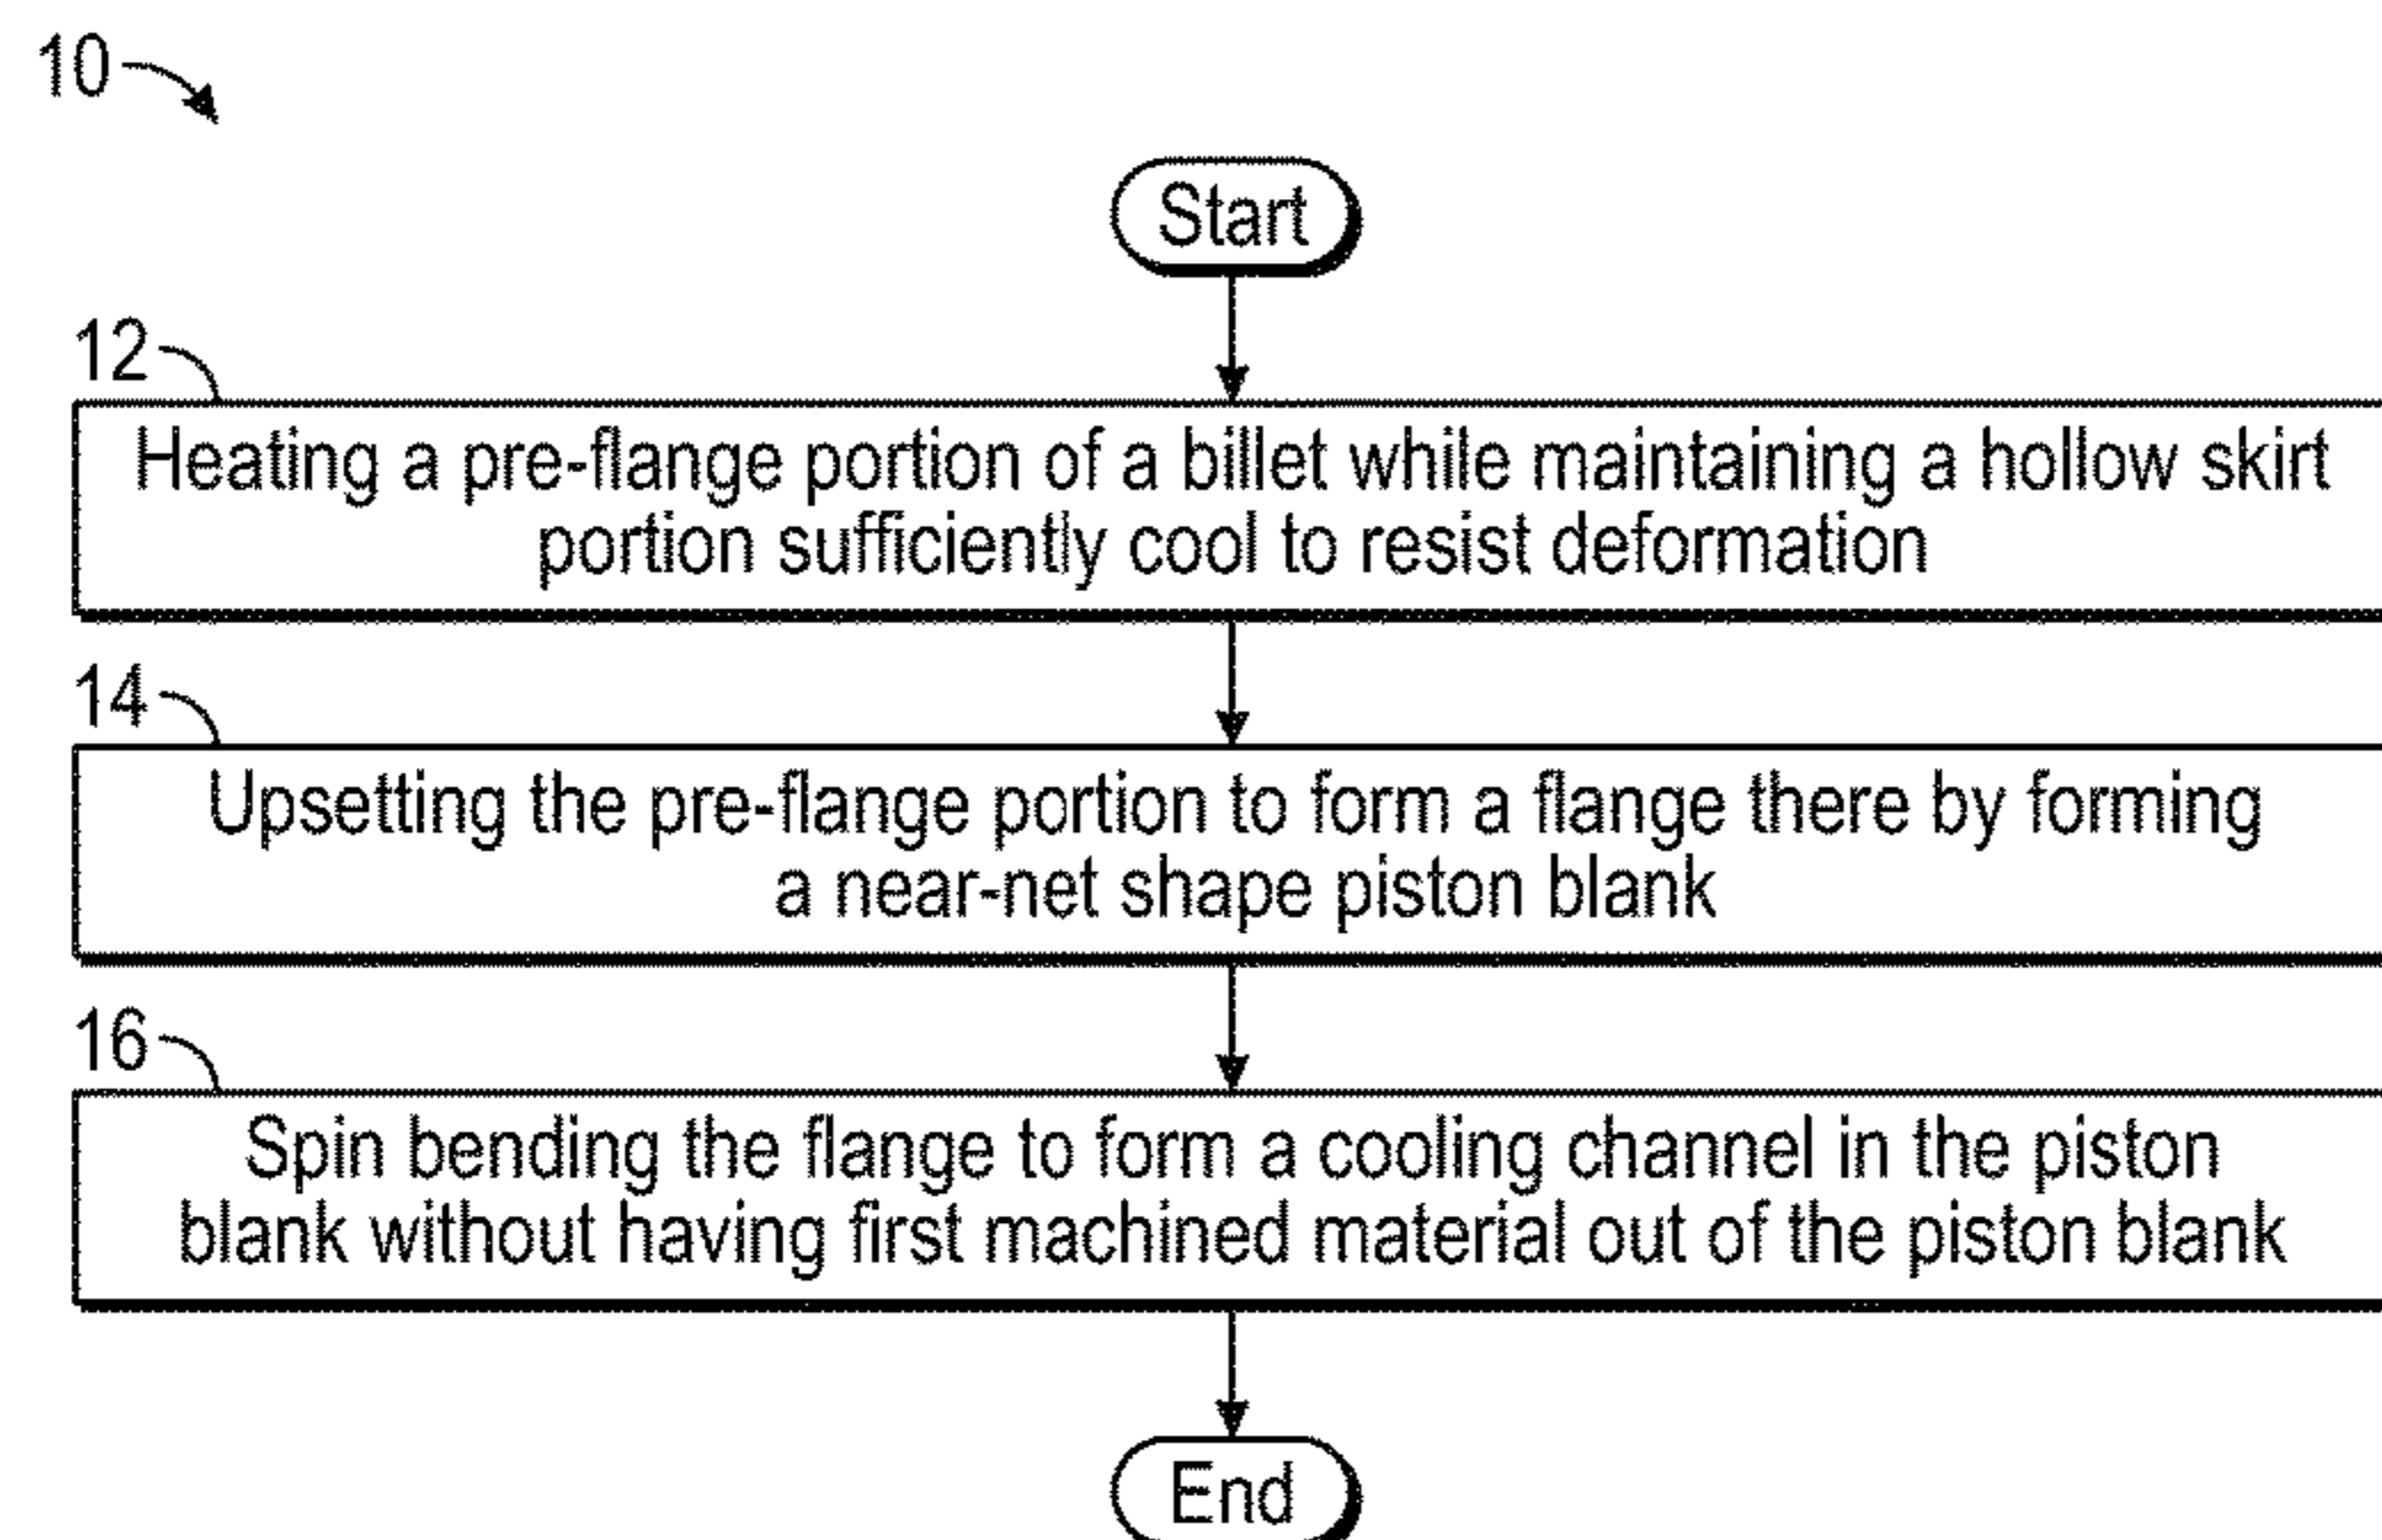 10
Start
12
Heating a pre-flange portion of a billet while maintaining a hollow skirt
portion sufficiently cool to resist deformation
14
Upsetting the pre-flange portion to form a flange there by forming
a near-net shape piston blank
16
Spin bending the flange to form a cooling channel in the piston
blank without having first machined material out of the piston blank
End